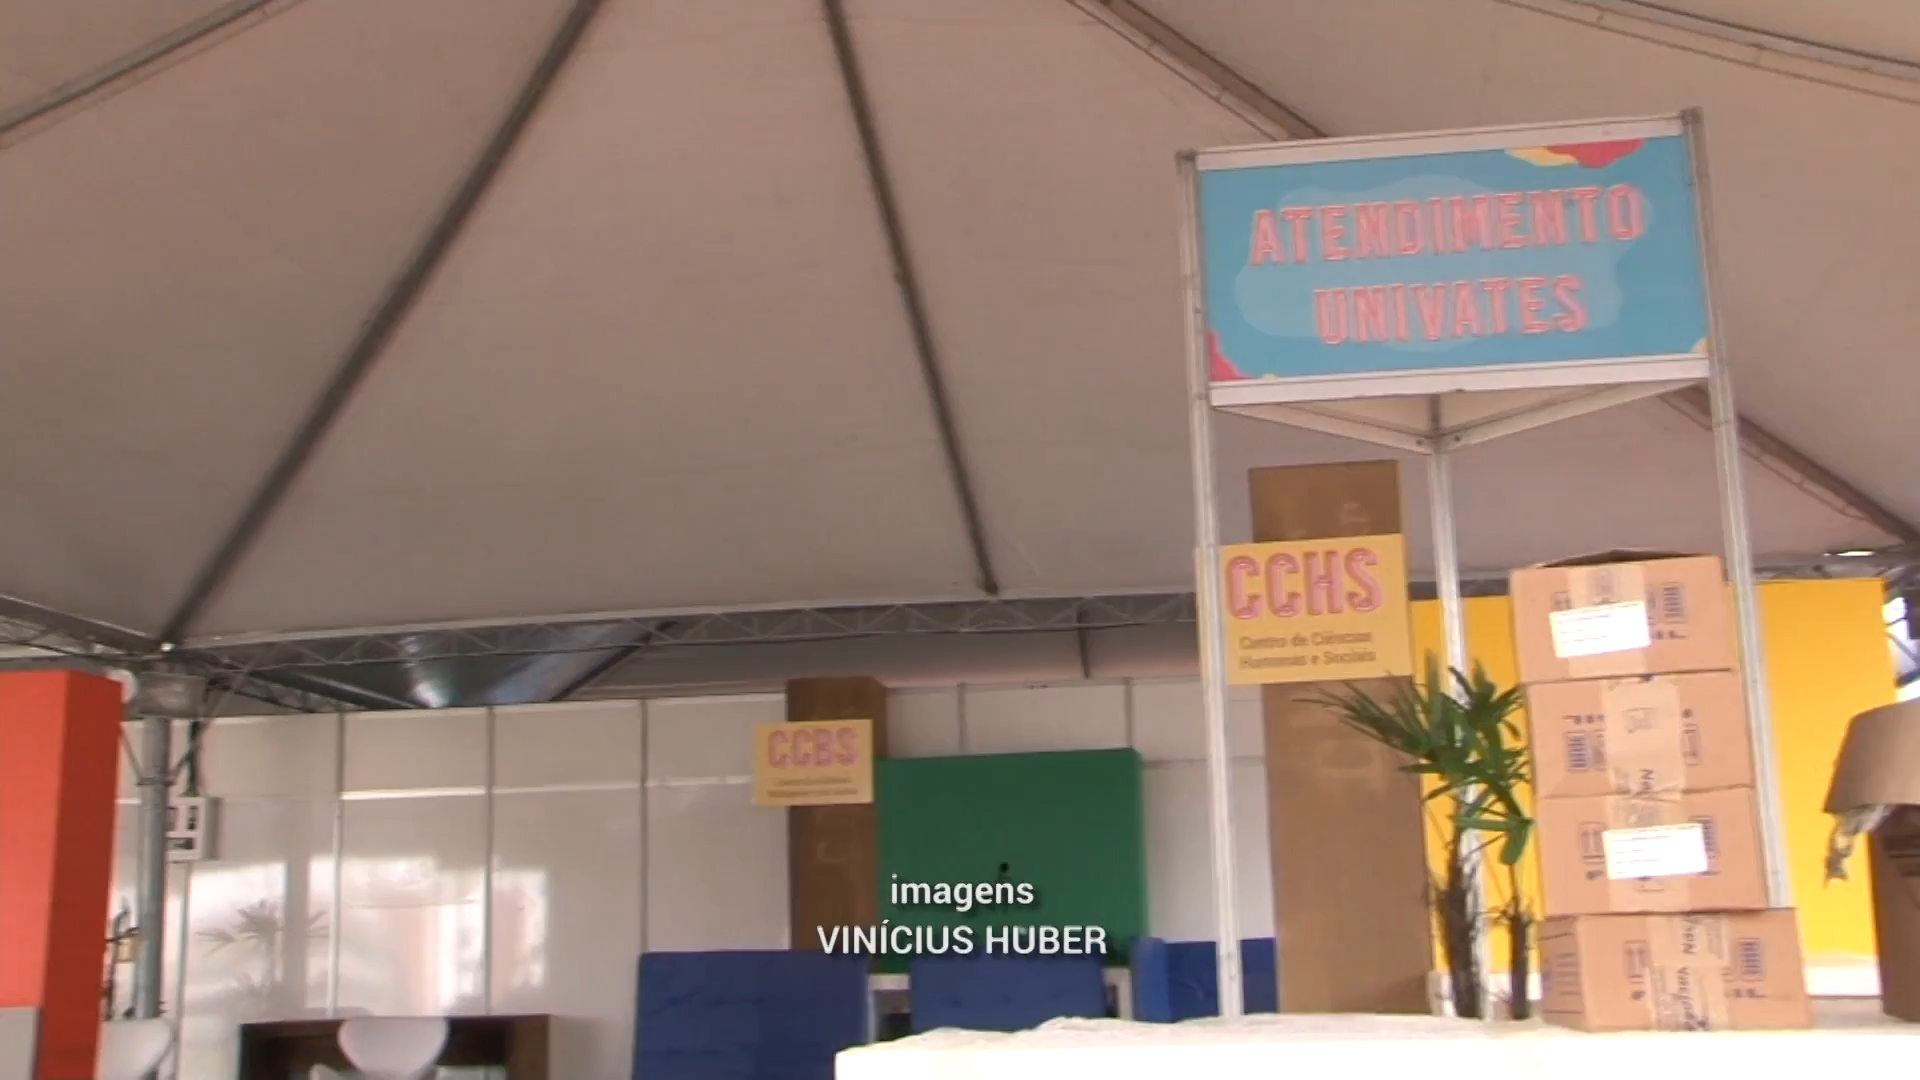 ATENDIMENTO
UNIVATES
CCHS
Centro de Ciências
Humanas e Sociais
CCBS
imagens
VINÍCIUS HUBER